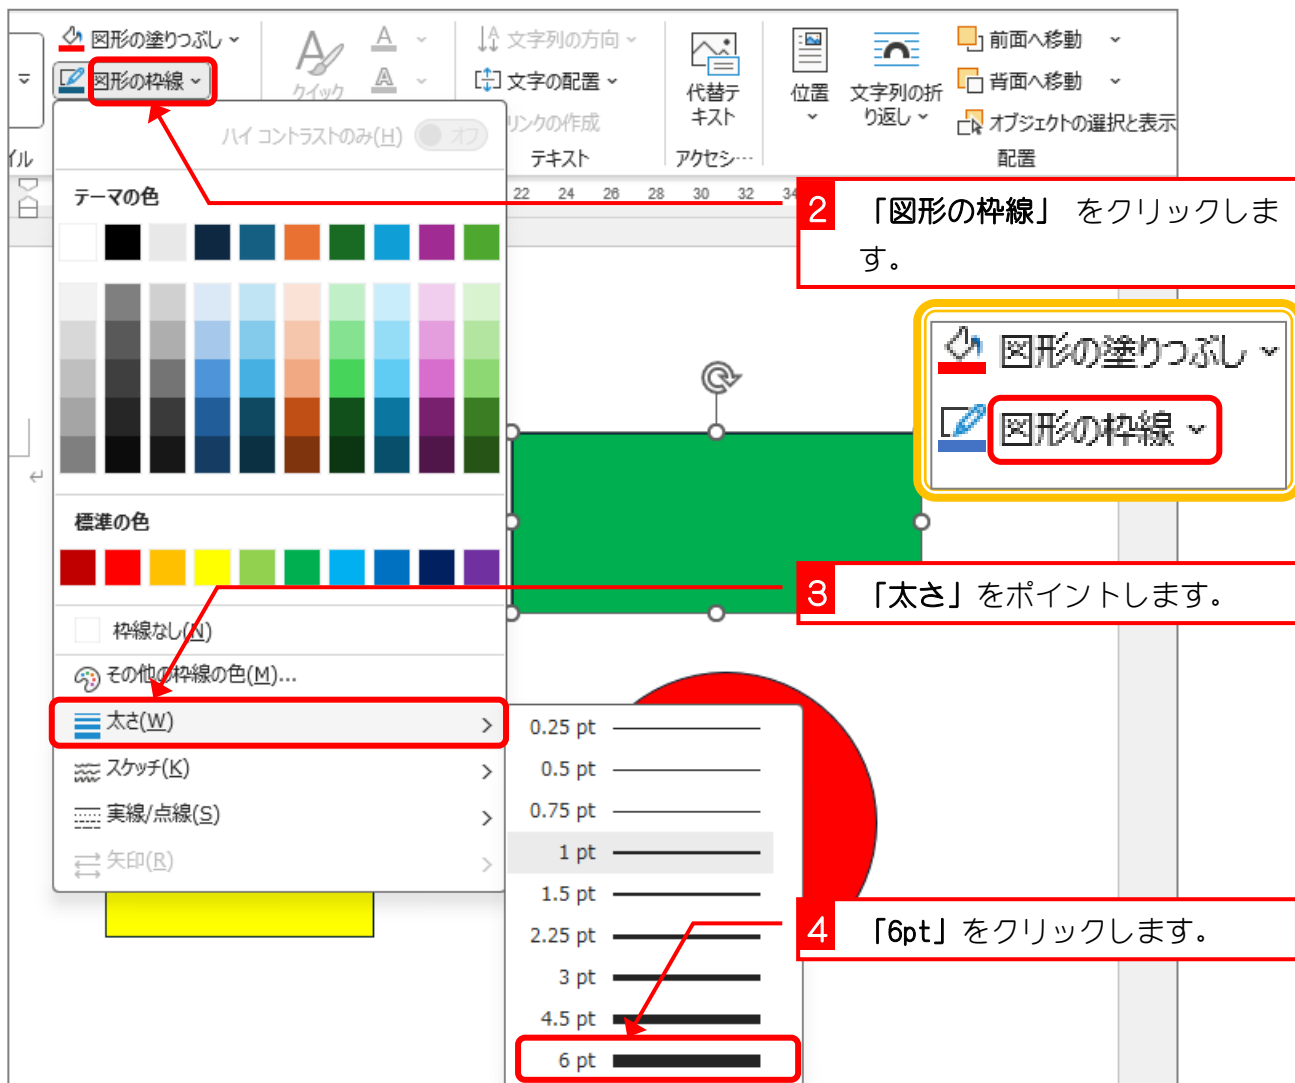 図形の塗りつぶし
図形の枠線
クイック
A
A
文字列の方向
文字の配置
リンクの作成
テキスト
代替テ
キスト
アクセシ…
位置
文字列の折
り返し
前面へ移動
背面へ移動
オブジェクトの選択と表示
配置
イル
ハイ コントラストのみ(H)
オフ
22 24 26 28 30 32 34
テーマの色
2 「図形の枠線」 をクリックしま
す。
図形の塗りつぶし
図形の枠線
標準の色
3 「太さ」をポイントします。
枠線なし(N)
その他の枠線の色(M)...
太さ(W)
スケッチ(K)
実線/点線(S)
矢印(R)
0.25 pt
0.5 pt
0.75 pt
1 pt
1.5 pt
2.25 pt
3 pt
4.5 pt
6 pt
4 「6pt」をクリックします。